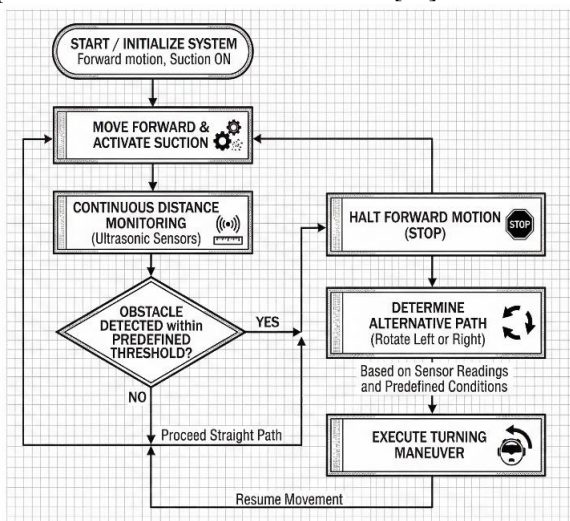 START / INITIALIZE SYSTEM
Forward motion, Suction ON
MOVE FORWARD &
ACTIVATE SUCTION
CONTINUOUS DISTANCE
MONITORING
(Ultrasonic Sensors)
OBSTACLE
DETECTED within
PREDEFINED
THRESHOLD?
YES
NO
Proceed Straight Path
HALT FORWARD MOTION
(STOP)
STOP
DETERMINE
ALTERNATIVE PATH
(Rotate Left or Right)
Based on Sensor Readings
and Predefined Conditions
EXECUTE TURNING
MANEUVER
Resume Movement